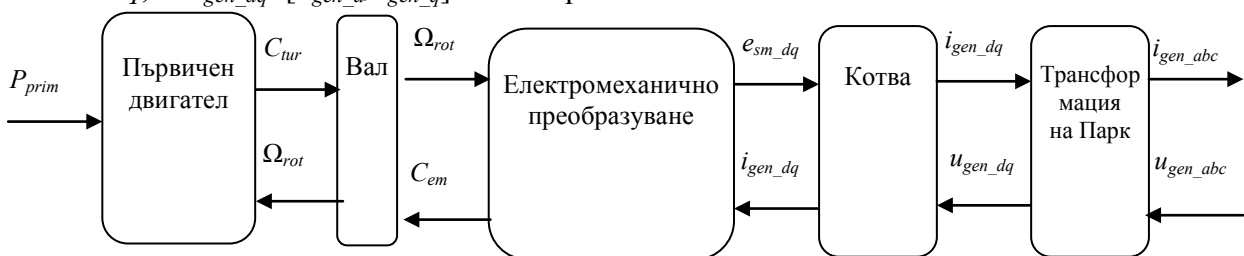 P_prim
Първичен
двигател
C_tur
Ω_rot
Вал
Ω_rot
C_em
Електромеханично
преобразуване
e_sm_dq
i_gen_dq
Котва
i_gen_dq
u_gen_dq
Трансфор
мация
на Парк
i_gen_abc
u_gen_abc